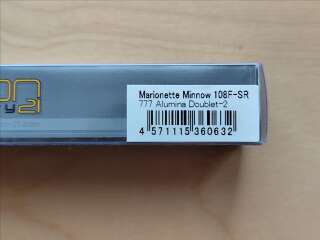 Marionette Minnow 108F-SR
777 Alumina Doublet-2
4 571115 360632